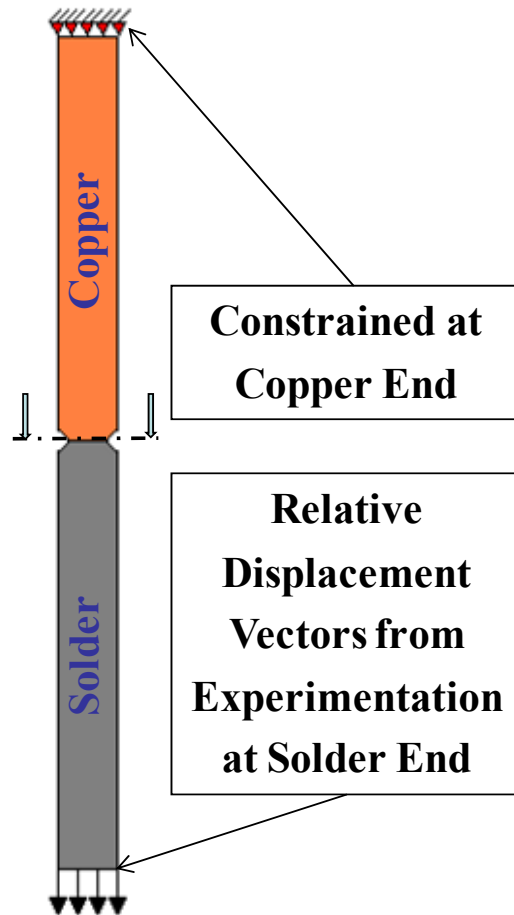 Copper
Constrained at
Copper End
Solder
Relative
Displacement
Vectors from
Experimentation
at Solder End